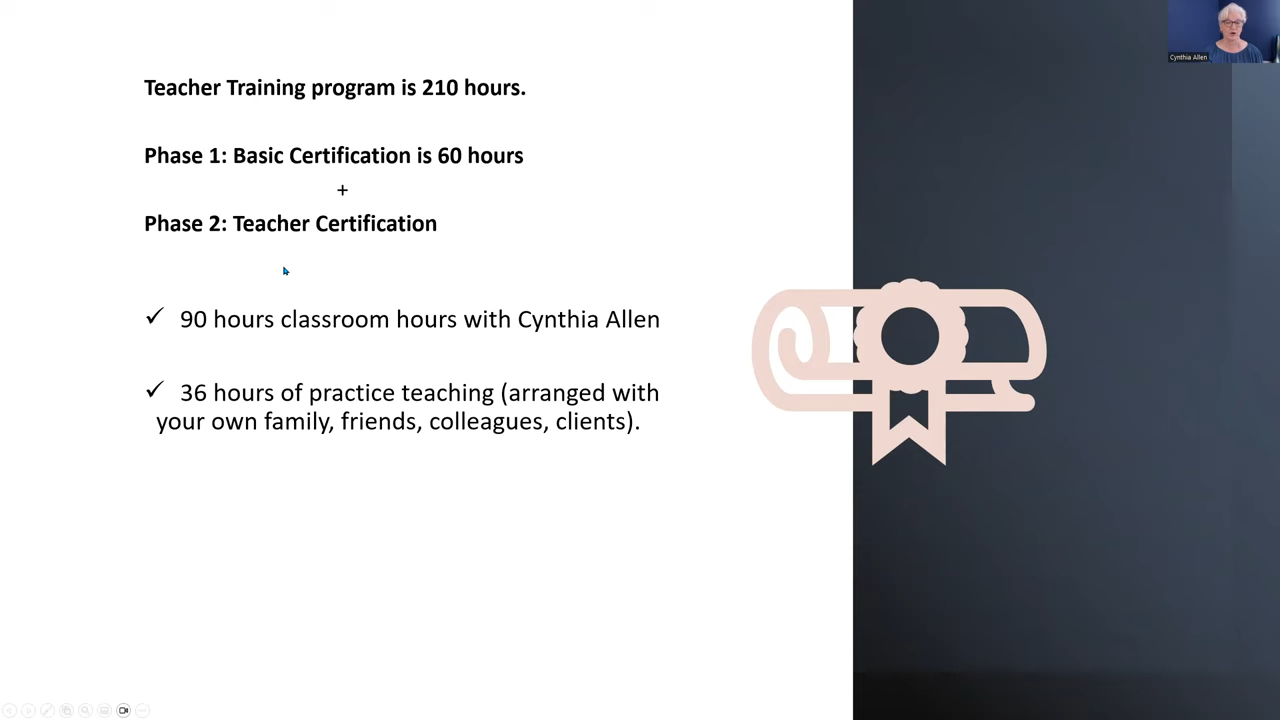 Cynthia Allen
Teacher Training program is 210 hours.
Phase 1: Basic Certification is 60 hours
+
Phase 2: Teacher Certification
✓ 90 hours classroom hours with Cynthia Allen
✓ 36 hours of practice teaching (arranged with
your own family, friends, colleagues, clients).